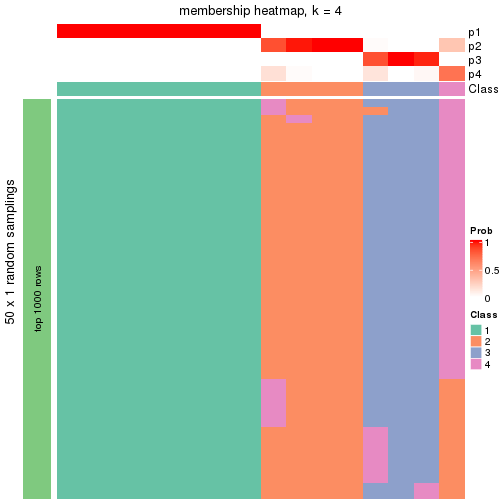 membership heatmap, k = 4
p1
p2
p3
p4
Class
50 x 1 random samplings
top 1000 rows
Prob
1
0.5
0
Class
1
2
3
4